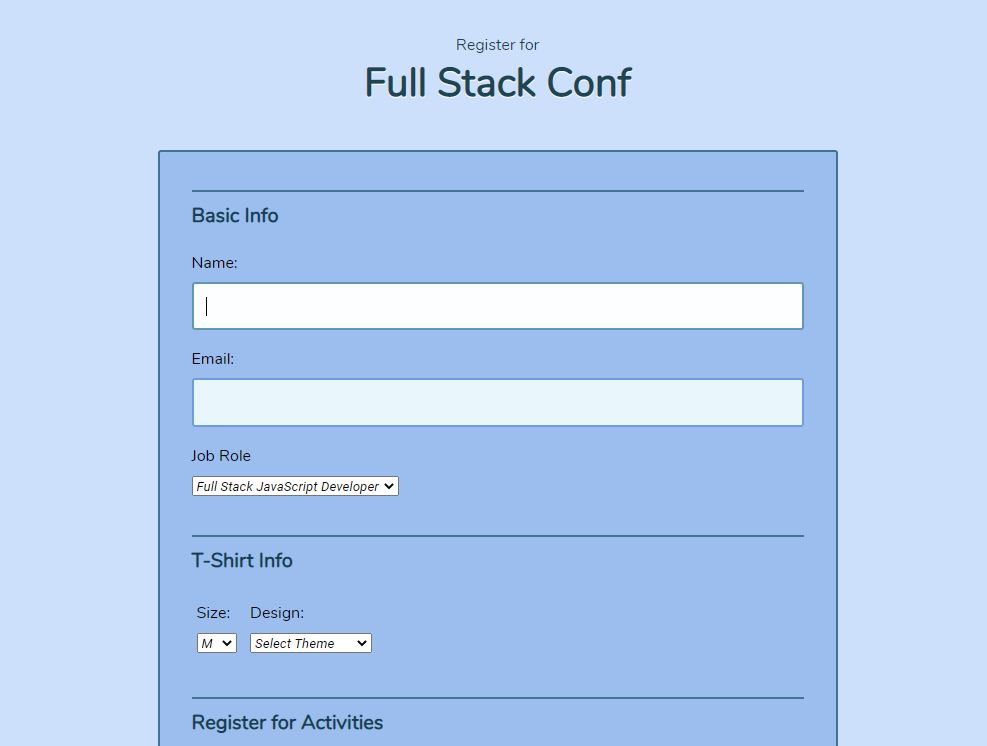 Register for
Full Stack Conf
Basic Info
Name:
Email:
Job Role
Full Stack JavaScript Developer
T-Shirt Info
Size: Design:
M Select Theme
Register for Activities